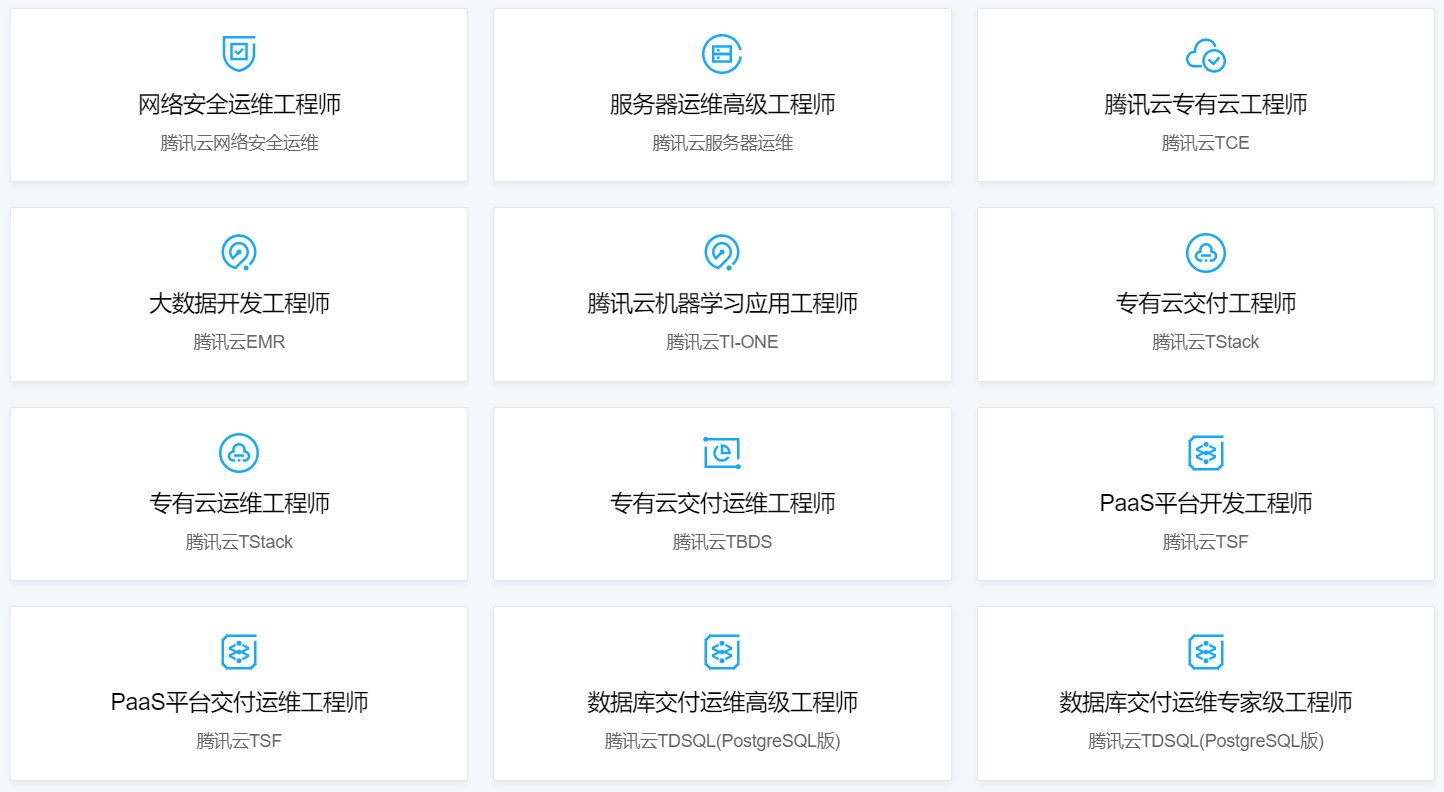 网络安全运维工程师
腾讯云网络安全运维
服务器运维高级工程师
腾讯云服务器运维
腾讯云专有云工程师
腾讯云TCE
大数据开发工程师
腾讯云EMR
腾讯云机器学习应用工程师
腾讯云TI-ONE
专有云交付工程师
腾讯云TStack
专有云运维工程师
腾讯云TStack
专有云交付运维工程师
腾讯云TBDS
PaaS平台开发工程师
腾讯云TSF
PaaS平台交付运维工程师
腾讯云TSF
数据库交付运维高级工程师
腾讯云TDSQL(PostgreSQL版)
数据库交付运维专家级工程师
腾讯云TDSQL(PostgreSQL版)